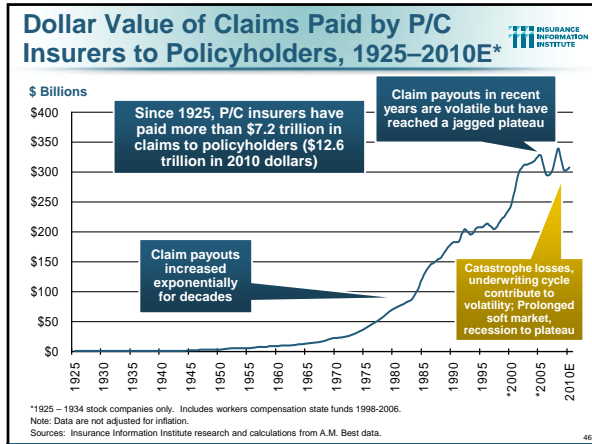 Dollar Value of Claims Paid by P/C
Insurers to Policyholders, 1925–2010E*
INSURANCE
INFORMATION
INSTITUTE
$ Billions
Since 1925, P/C insurers have
paid more than $7.2 trillion in
claims to policyholders ($12.6
trillion in 2010 dollars)
Claim payouts in recent
years are volatile but have
reached a jagged plateau
Claim payouts
increased
exponentially
for decades
Catastrophe losses,
underwriting cycle
contribute to
volatility; Prolonged
soft market,
recession to plateau
$400
$350
$300
$250
$200
$150
$100
$50
$0
1925
1930
1935
1940
1945
1950
1955
1960
1965
1970
1975
1980
1985
1990
1995
*2000
*2005
2010E
*1925 – 1934 stock companies only. Includes workers compensation state funds 1998-2006.
Note: Data are not adjusted for inflation.
Sources: Insurance Information Institute research and calculations from A.M. Best data.
46